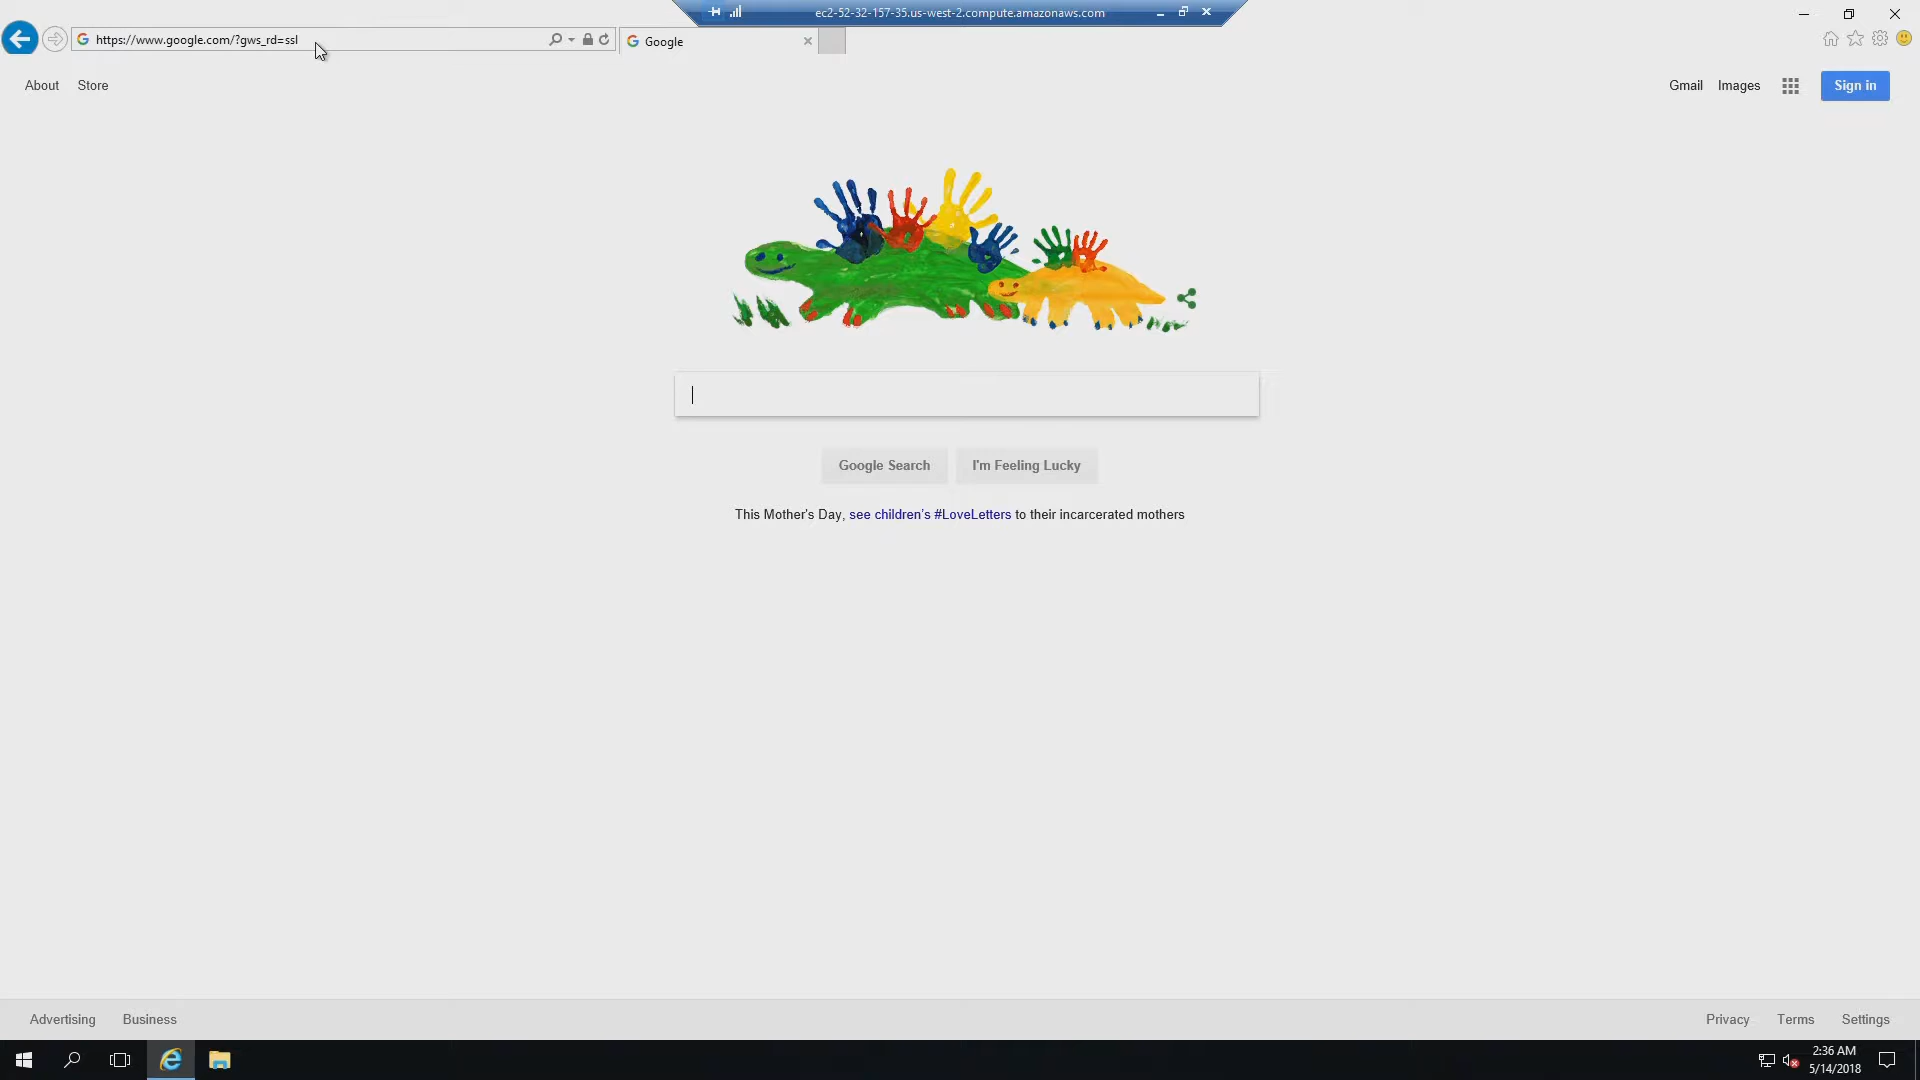 ec2-52-32-157-35.us-west-2.compute.amazonaws.com
https://www.google.com/?gws_rd=ssl
Google
About Store
Gmail Images Sign in
Google Search I'm Feeling Lucky
This Mother's Day, see children's #LoveLetters to their incarcerated mothers
Advertising Business
Privacy Terms Settings
2:36 AM
5/14/2018